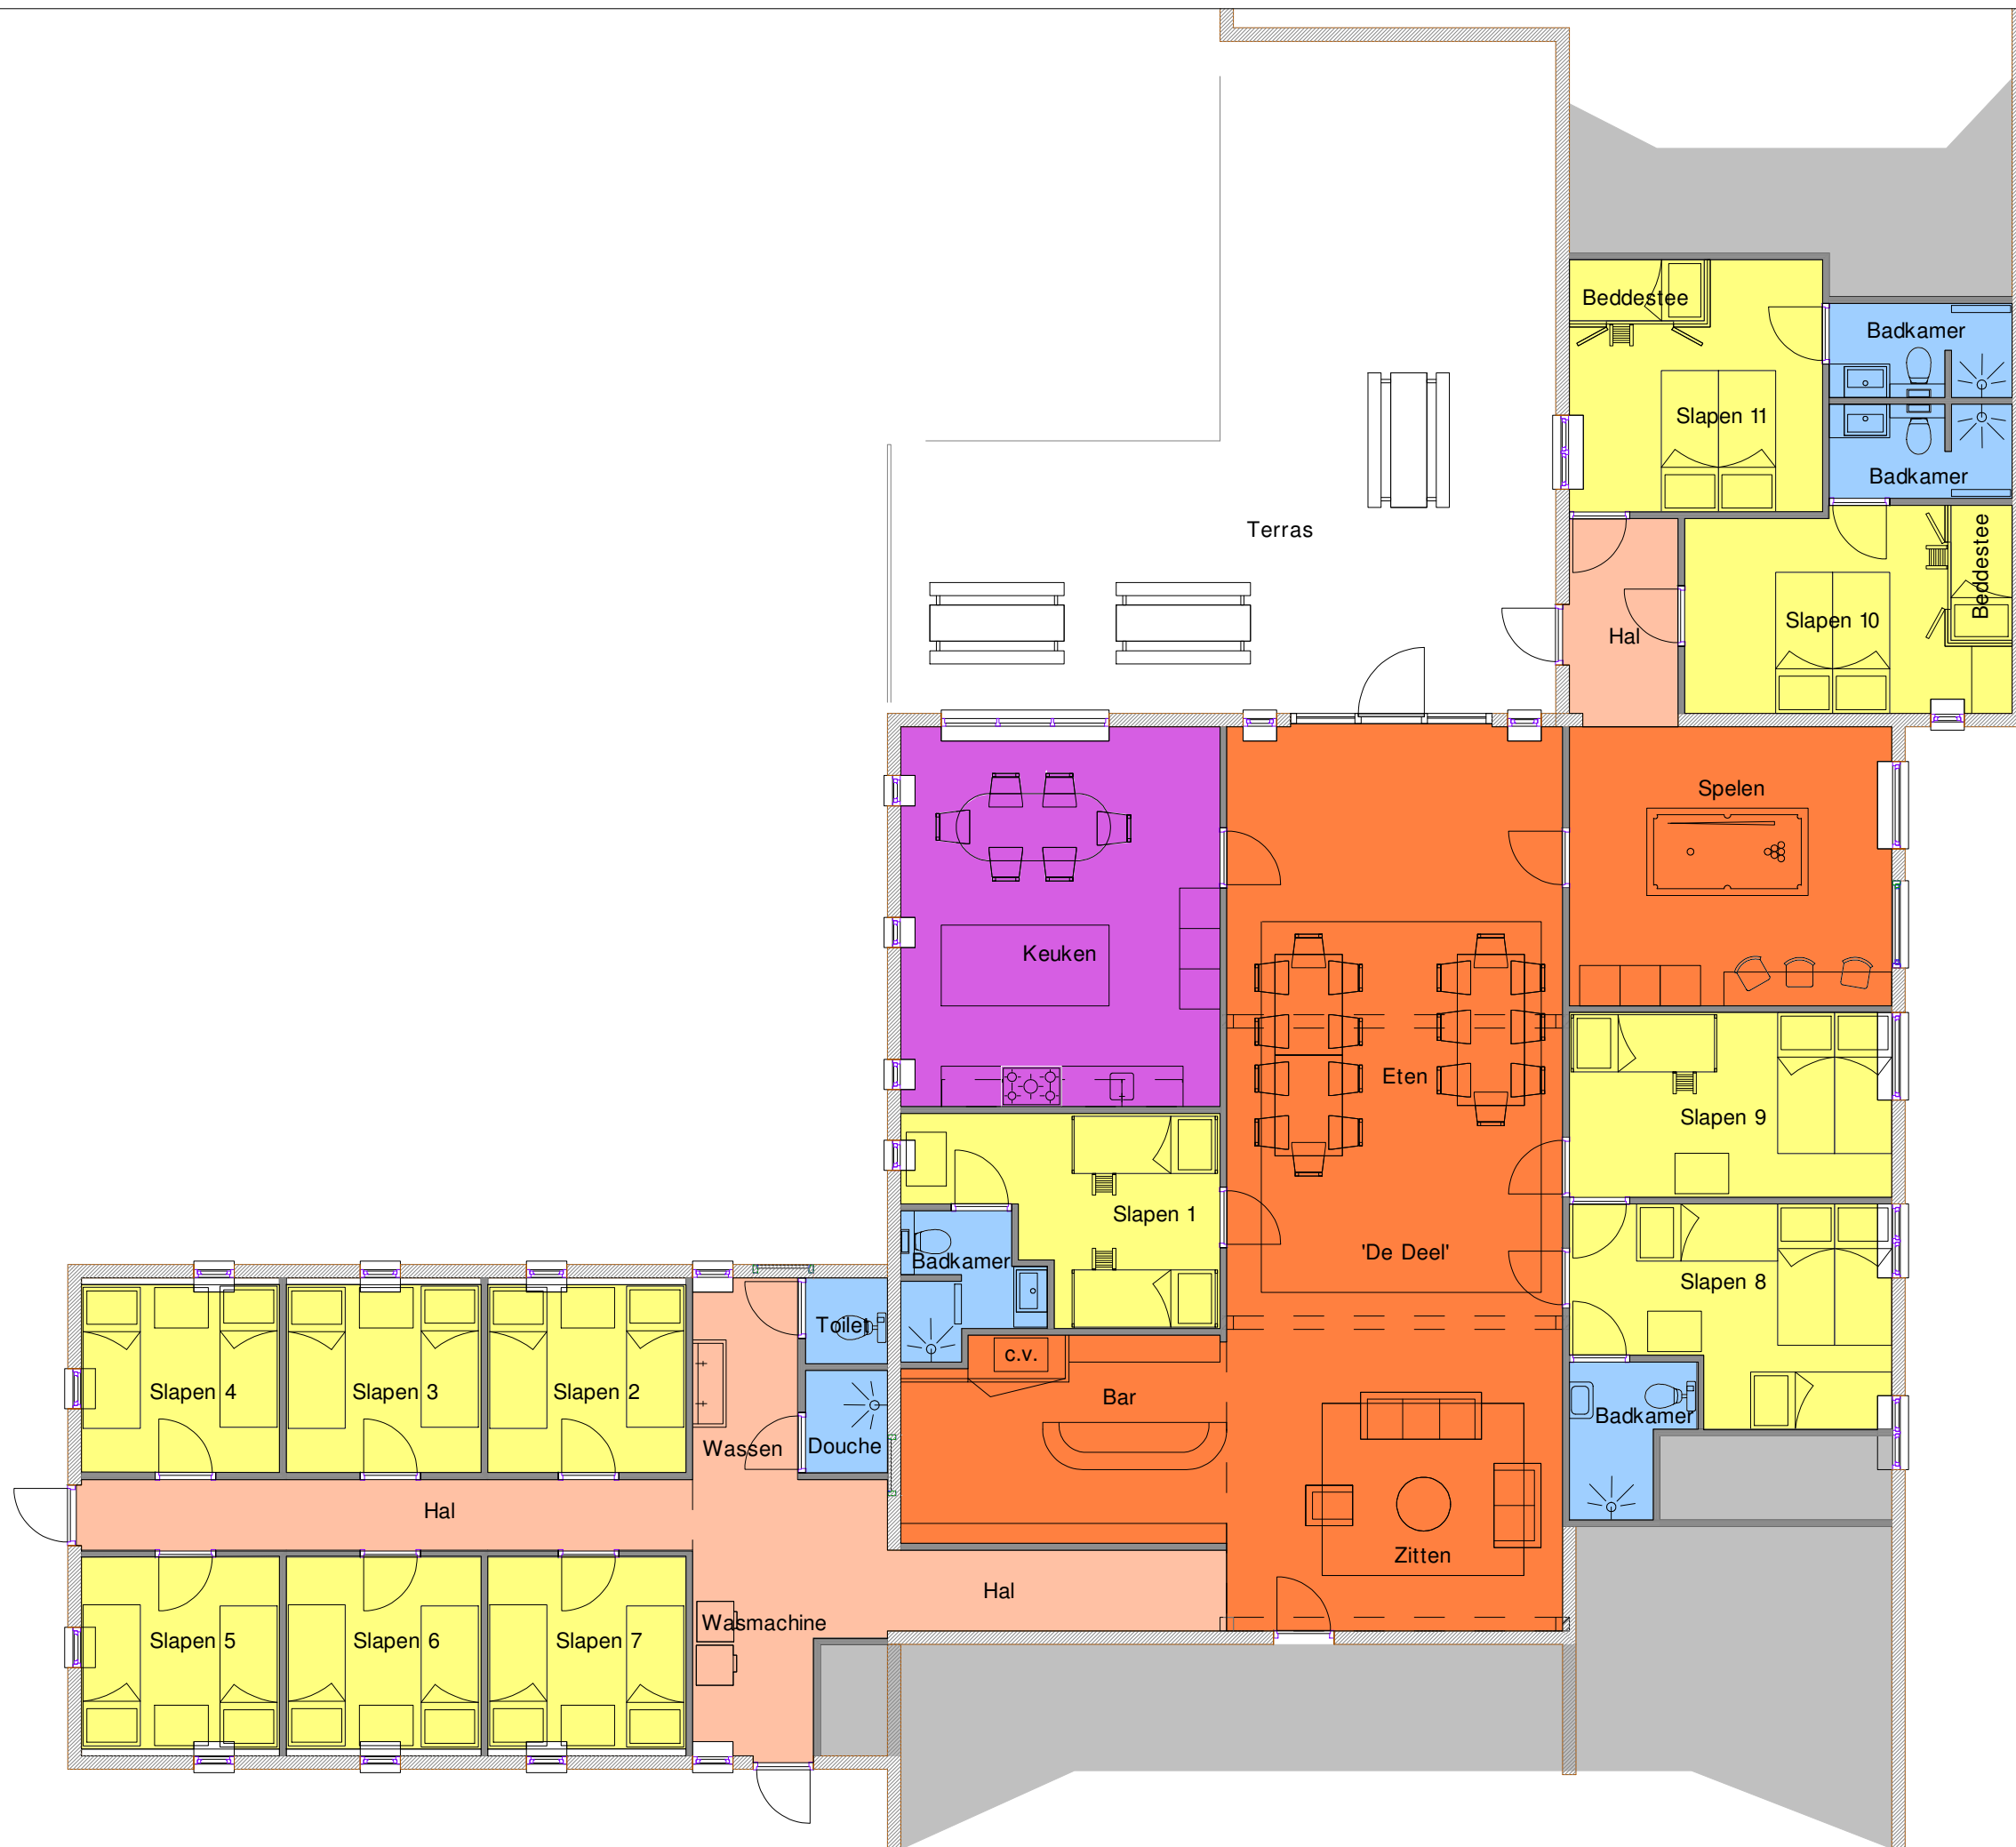 Beddestee
Badkamer
Slapen 11
Badkamer
Terras
Beddestee
Slapen 10
Hal
Spelen
Keuken
Eten
Slapen 9
Slapen 1
'De Deel'
Badkamer
Slapen 8
Toilet
c.v.
Slapen 4
Slapen 3
Slapen 2
Bar
Badkamer
Wassen
Douche
Hal
Zitten
Hal
Wasmachine
Slapen 5
Slapen 6
Slapen 7